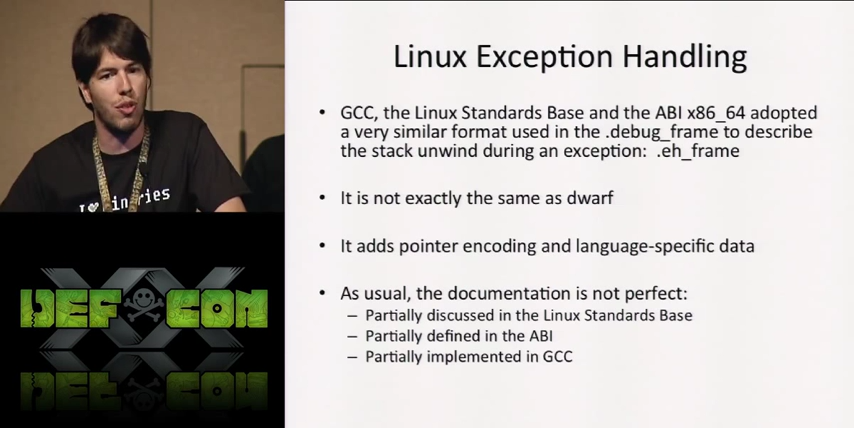 Linux Exception Handling
• GCC, the Linux Standards Base and the ABI x86_64 adopted
a very similar format used in the .debug_frame to describe
the stack unwind during an exception: .eh_frame
• It is not exactly the same as dwarf
• It adds pointer encoding and language-specific data
• As usual, the documentation is not perfect:
– Partially discussed in the Linux Standards Base
– Partially defined in the ABI
– Partially implemented in GCC
I ♥ inries
XX
DEF CON